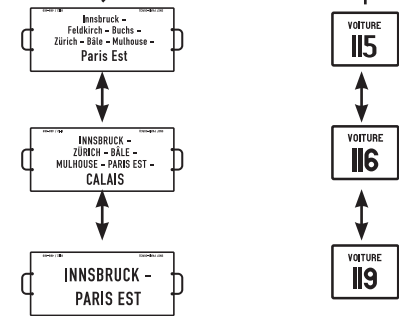 Innsbruck -
Feldkirch - Buchs -
Zürich - Bâle - Mulhouse -
Paris Est
VOITURE
115
INNSBRUCK -
ZÜRICH - BÂLE -
MULHOUSE - PARIS EST -
CALAIS
VOITURE
116
INNSBRUCK -
PARIS EST
VOITURE
119